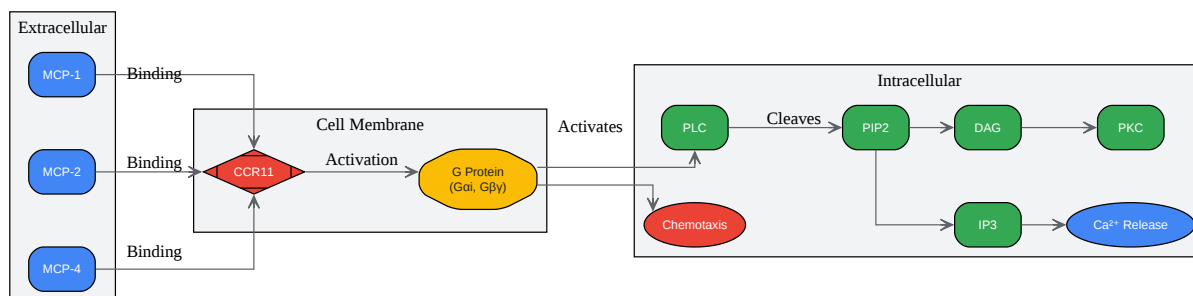 Extracellular
MCP-1
Binding
MCP-2
Binding
MCP-4
Binding
Cell Membrane
CCR11
Activation
G Protein
(Gαi, Gβγ)
Activates
Intracellular
PLC
Cleaves
PIP2
DAG
PKC
Chemotaxis
IP3
Ca²⁺ Release